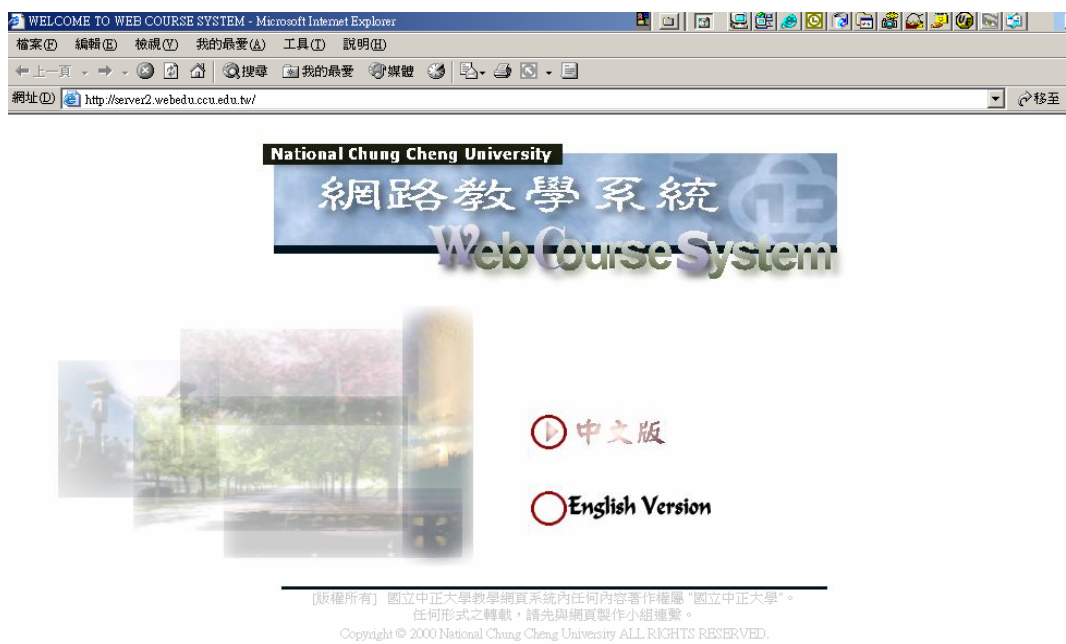 WELCOME TO WEB COURSE SYSTEM - Microsoft Internet Explorer
檔案(F) 編輯(E) 檢視(V) 我的最愛(A) 工具(T) 說明(H)
上一頁 搜尋 我的最愛 媒體
網址(D) http://server2.webedu.ccu.edu.tw/ 移至
National Chung Cheng University
網路教學系統
Web Course System
中文版
English Version
[版權所有] 國立中正大學教學網頁系統內任何內容著作權屬 "國立中正大學"。
任何形式之轉載，請先與網頁製作小組連繫。
Copyright © 2000 National Chung Cheng University ALL RIGHTS RESERVED.